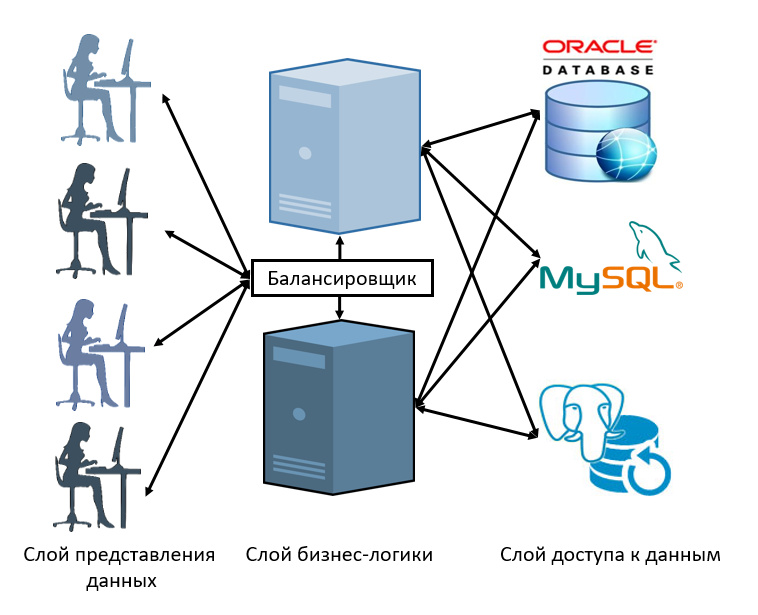 ORACLE
DATABASE
MySQL
Балансировщик
Слой представления
данных
Слой бизнес-логики
Слой доступа к данным